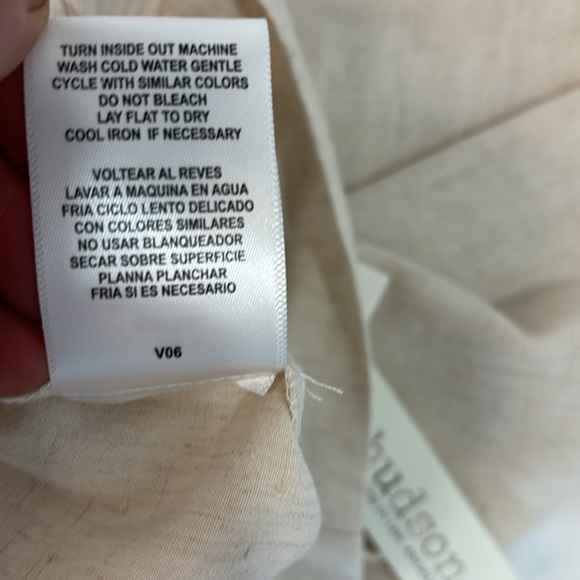 TURN INSIDE OUT MACHINE
WASH COLD WATER GENTLE
CYCLE WITH SIMILAR COLORS
DO NOT BLEACH
LAY FLAT TO DRY
COOL IRON IF NECESSARY
VOLTEAR AL REVES
LAVAR A MAQUINA EN AGUA
FRIA CICLO LENTO DELICADO
CON COLORES SIMILARES
NO USAR BLANQUEADOR
SECAR SOBRE SUPERFICIE
PLANNA PLANCHAR
FRIA SI ES NECESARIO
V06
hudson